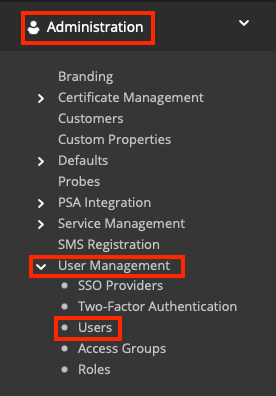 Administration
Branding
Certificate Management
Customers
Custom Properties
Defaults
Probes
PSA Integration
Service Management
SMS Registration
User Management
SSO Providers
Two-Factor Authentication
Users
Access Groups
Roles